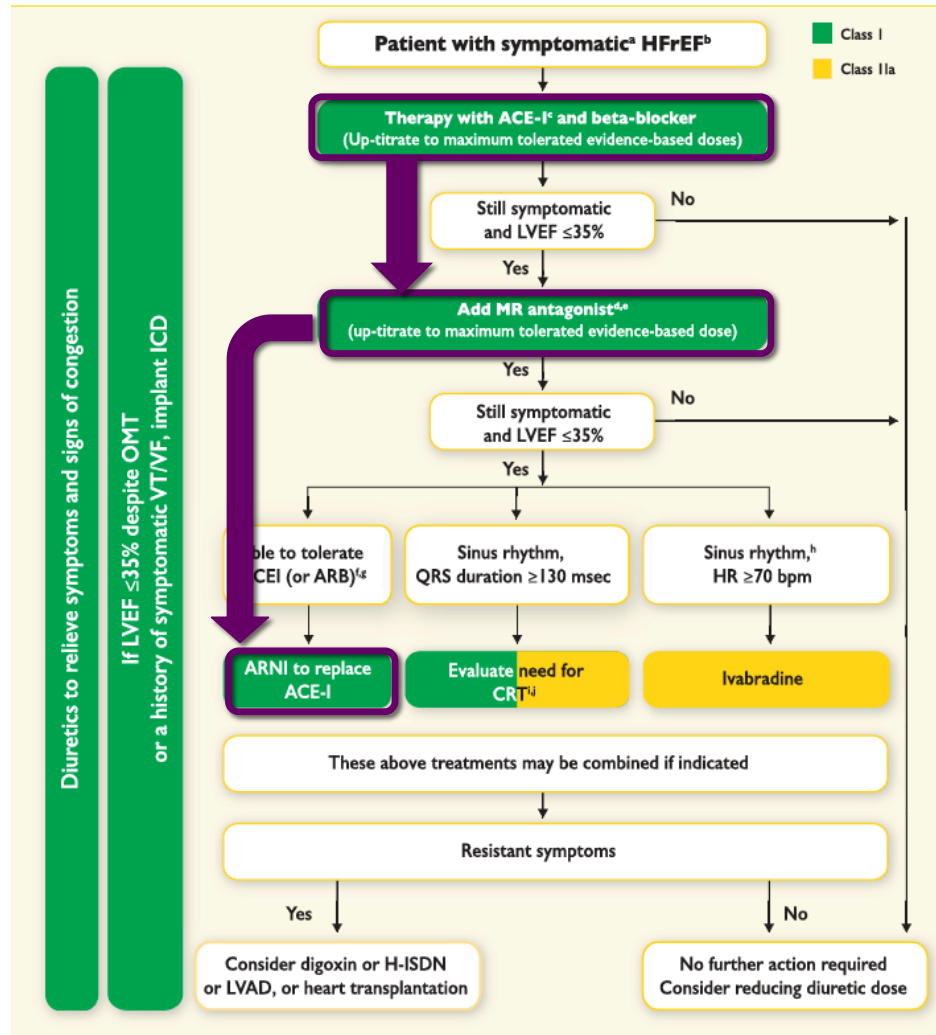 Patient with symptomaticᵃ HFrEFᵇ
Class I
Class IIa
Diuretics to relieve symptoms and signs of congestion
If LVEF ≤35% despite OMT
or a history of symptomatic VT/VF, implant ICD
Therapy with ACE-Iᶜ and beta-blocker
(Up-titrate to maximum tolerated evidence-based doses)
Still symptomatic
and LVEF ≤35%
No
Yes
Add MR antagonistᵈ,ᵉ
(up-titrate to maximum tolerated evidence-based dose)
Yes
Still symptomatic
and LVEF ≤35%
No
Yes
ble to tolerate
CEI (or ARB)ᶠ,ᵍ
Sinus rhythm,
QRS duration ≥130 msec
Sinus rhythm,ʰ
HR ≥70 bpm
ARNI to replace
ACE-I
Evaluate need for
CRTⁱ,ʲ
Ivabradine
These above treatments may be combined if indicated
Resistant symptoms
Yes
No
Consider digoxin or H-ISDN
or LVAD, or heart transplantation
No further action required
Consider reducing diuretic dose